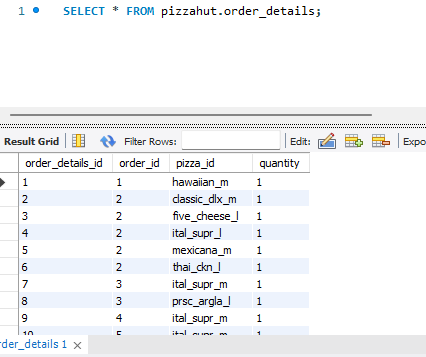 1 SELECT * FROM pizzahut.order_details;
Result Grid Filter Rows: Edit: Expo
order_details_id order_id pizza_id quantity
1 1 hawaiian_m 1
2 2 classic_dlx_m 1
3 2 five_cheese_l 1
4 2 ital_supr_l 1
5 2 mexicana_m 1
6 2 thai_ckn_l 1
7 3 ital_supr_m 1
8 3 prsc_argla_l 1
9 4 ital_supr_m 1
10 5 ital_supr_m 1
rder_details 1